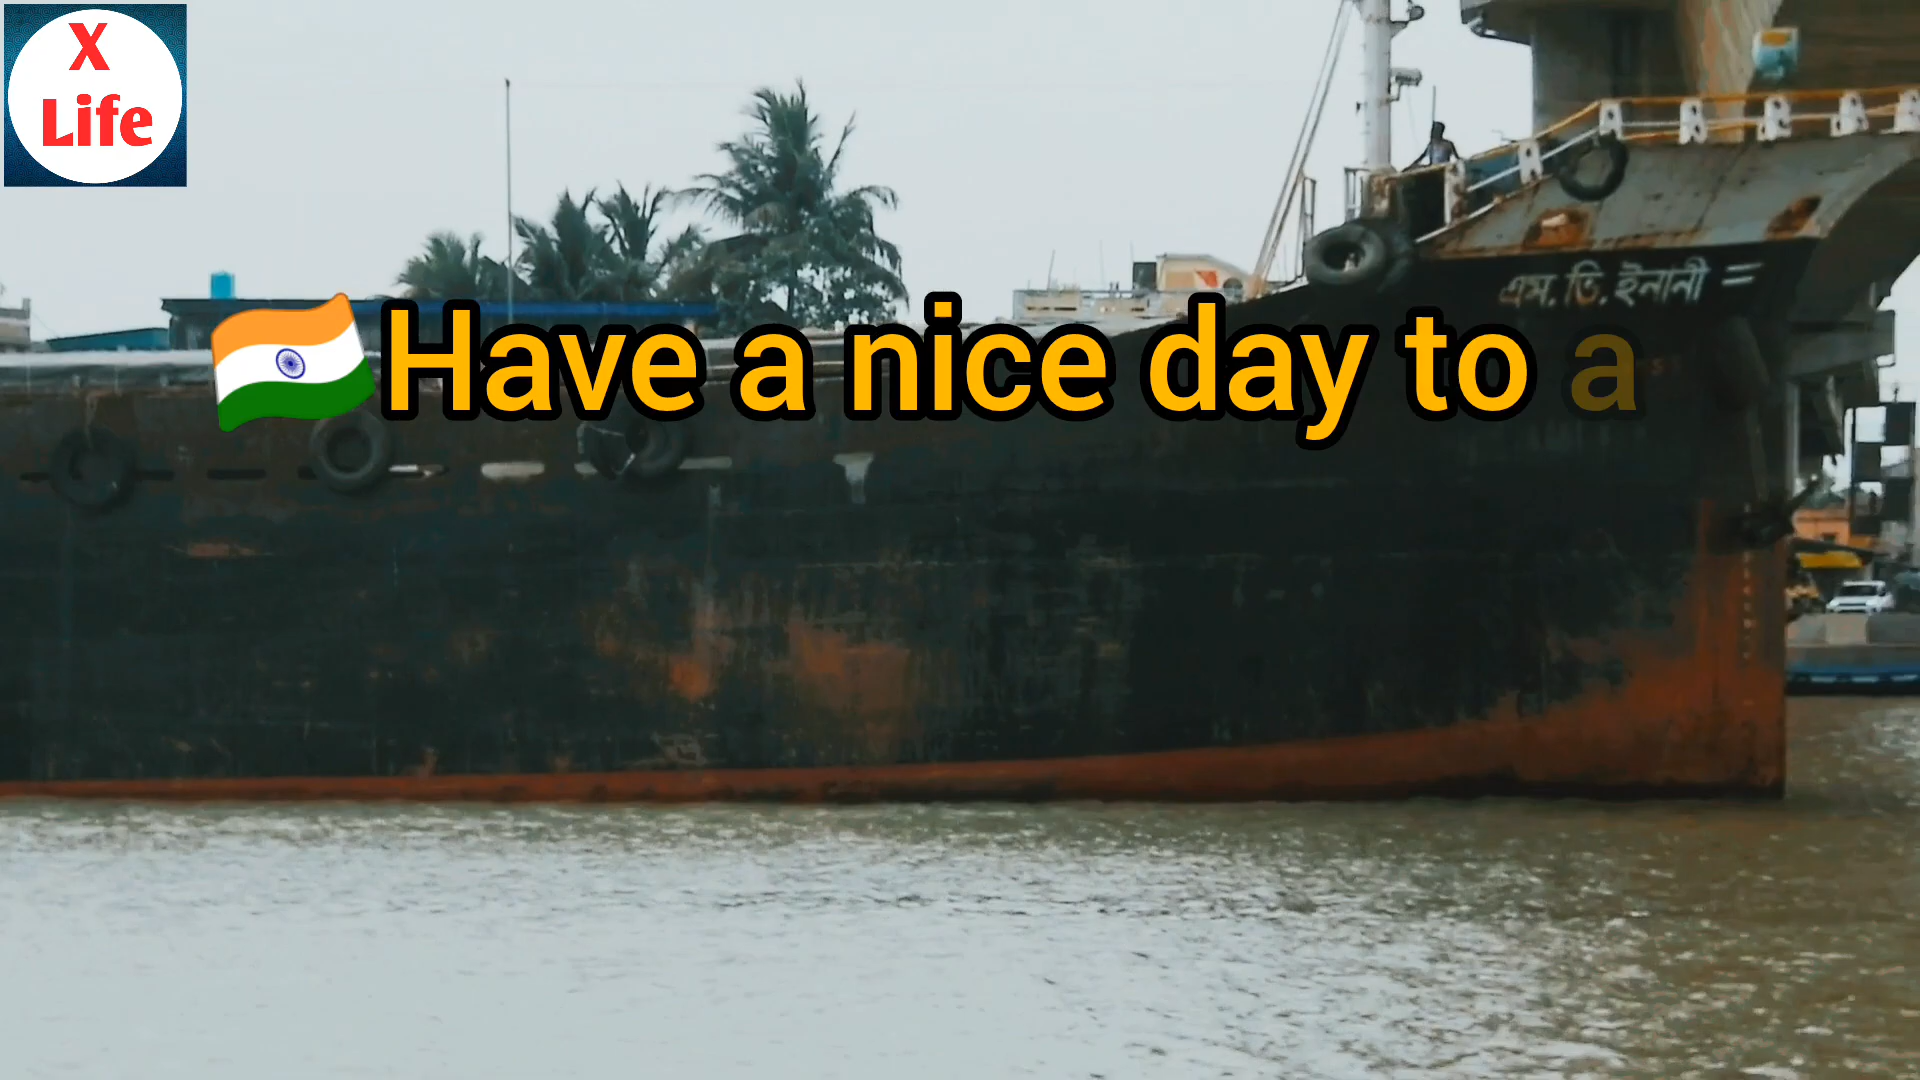 X
Life
এম. ভি. ইনানী =
🇮🇳Have a nice day to a